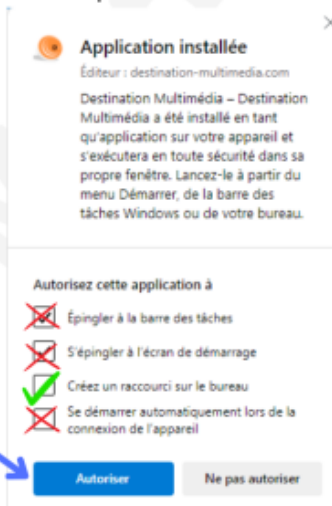 Application installée
Éditeur : destination-multimedia.com
Destination Multimédia – Destination
Multimédia a été installé en tant
qu'application sur votre appareil et
s'exécutera en toute sécurité dans sa
propre fenêtre. Lancez-le à partir du
menu Démarrer, de la barre des
tâches Windows ou de votre bureau.
Autorisez cette application à
Épingler à la barre des tâches
S'épingler à l'écran de démarrage
Créez un raccourci sur le bureau
Se démarrer automatiquement lors de la
connexion de l'appareil
Autoriser
Ne pas autoriser